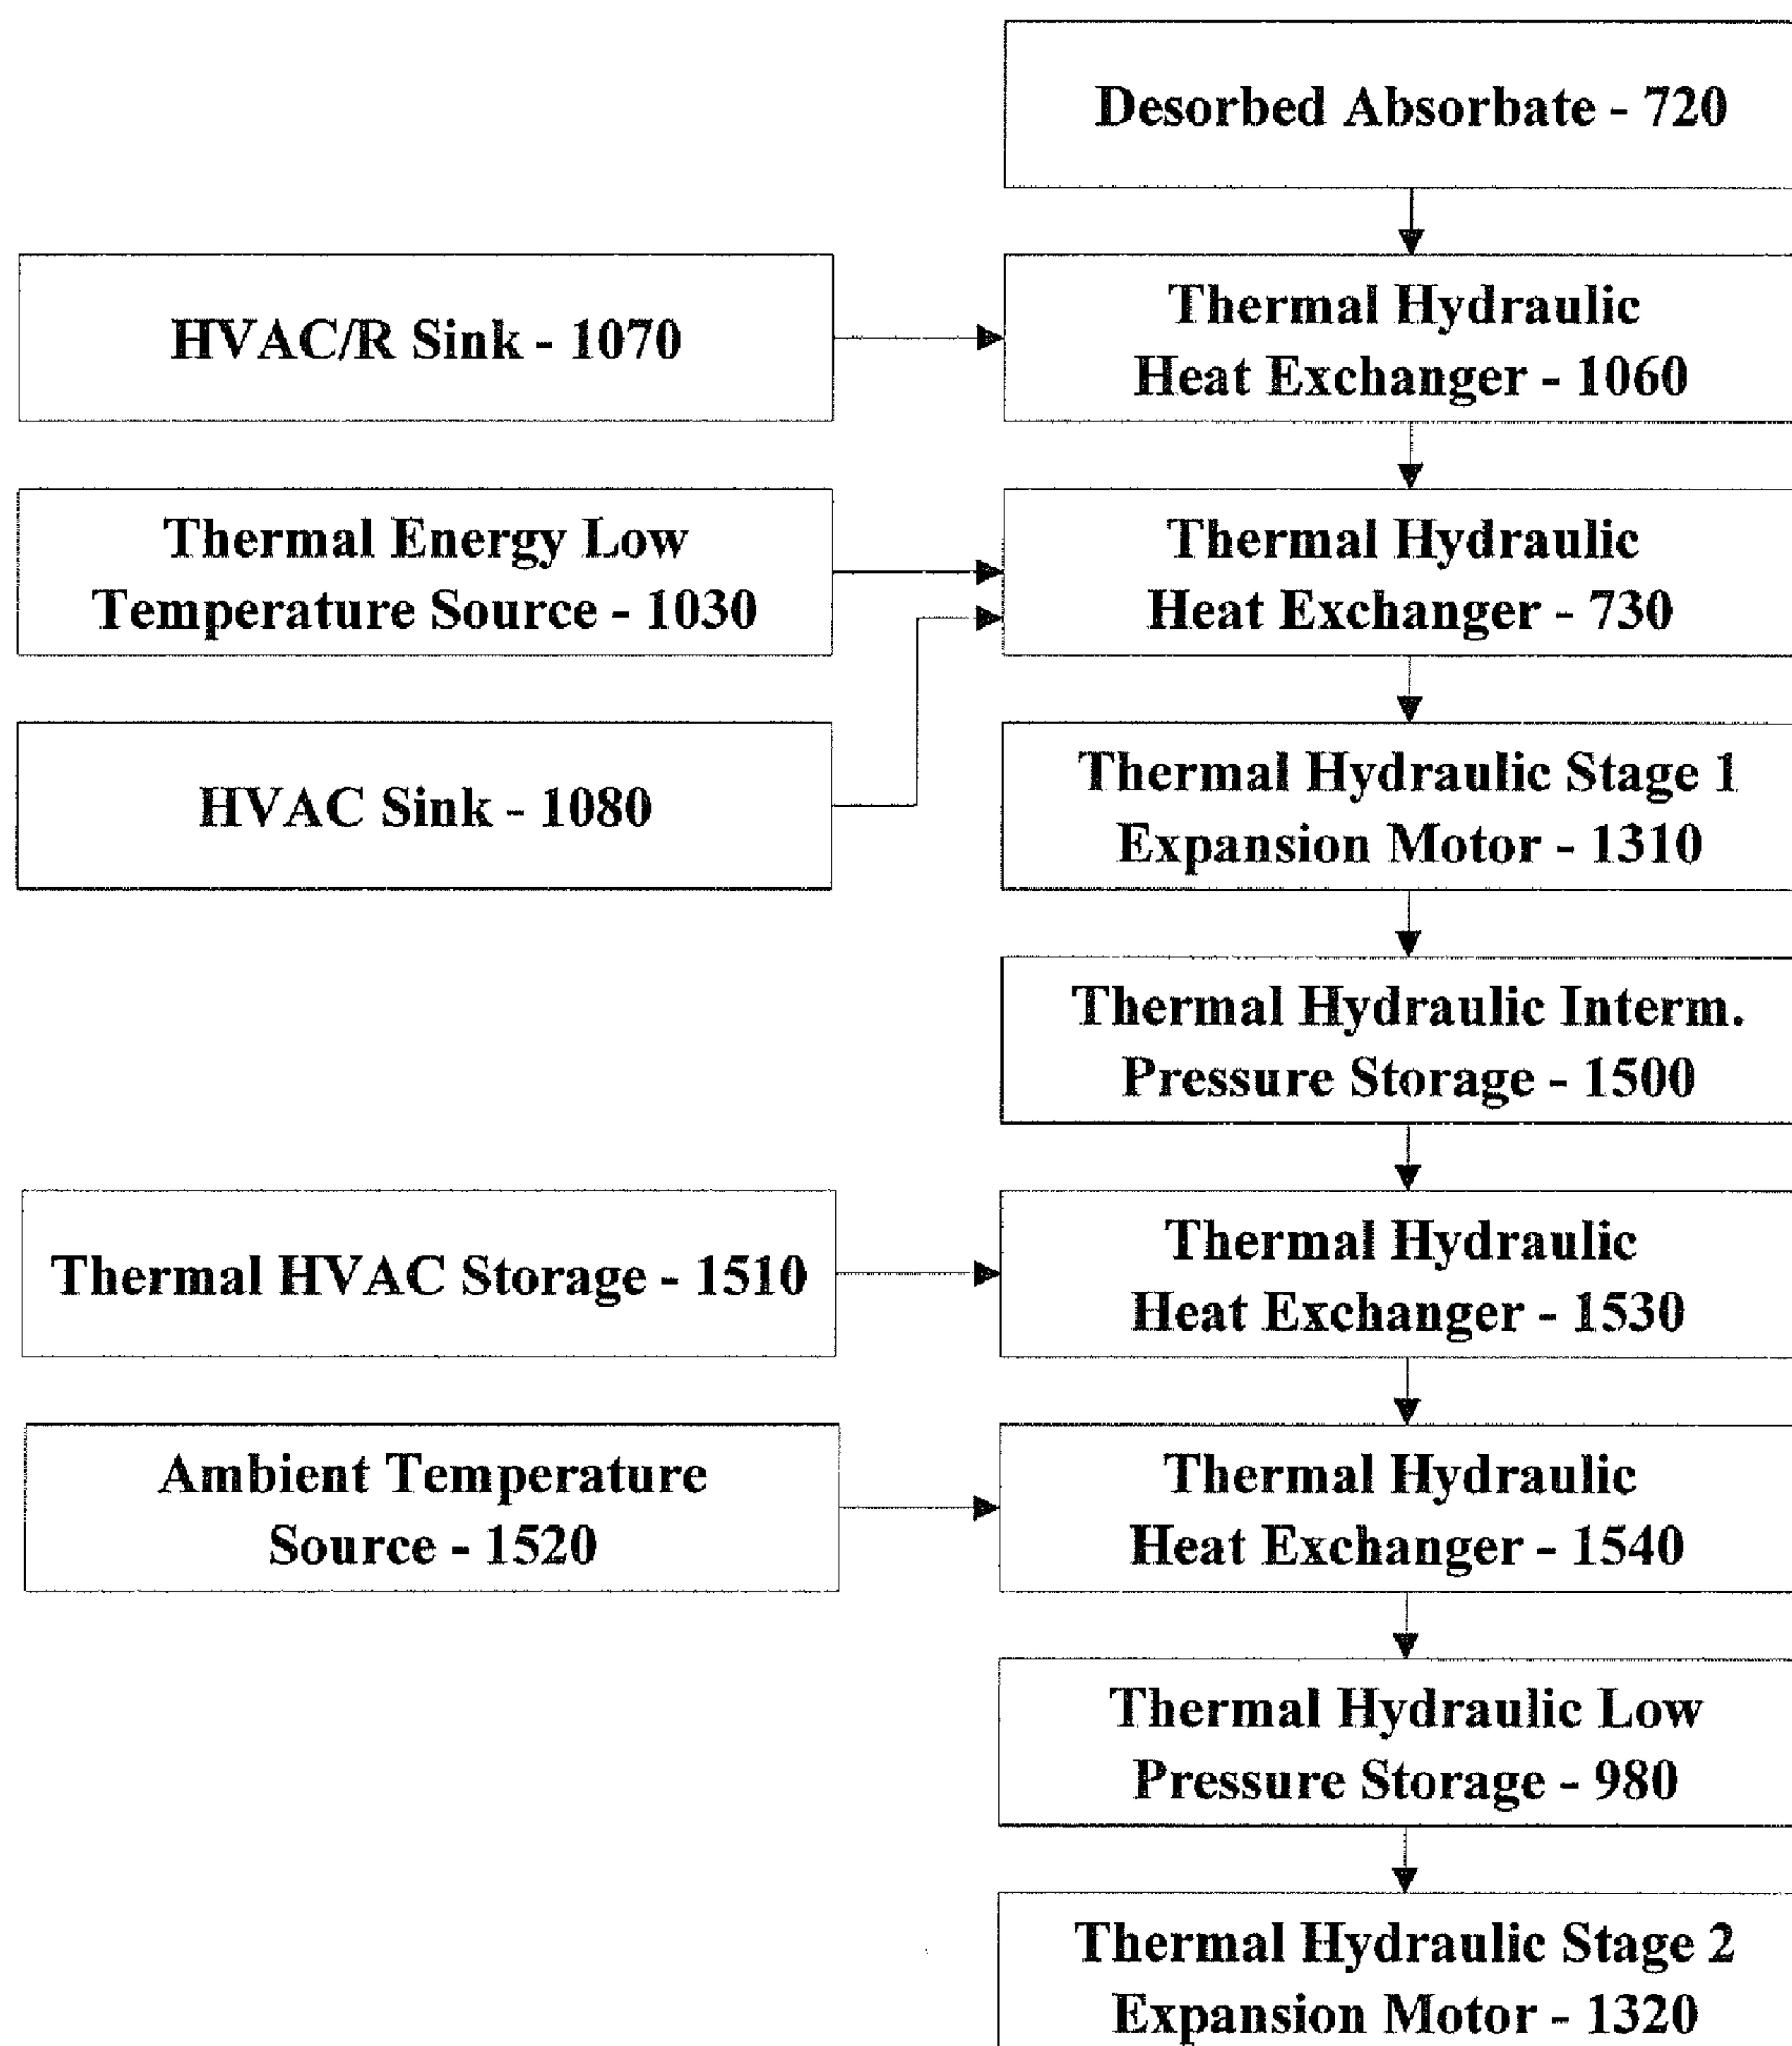 Desorbed Absorbate - 720
HVAC/R Sink - 1070
Thermal Hydraulic
Heat Exchanger - 1060
Thermal Energy Low
Temperature Source - 1030
Thermal Hydraulic
Heat Exchanger - 730
HVAC Sink - 1080
Thermal Hydraulic Stage 1
Expansion Motor - 1310
Thermal Hydraulic Interm.
Pressure Storage - 1500
Thermal HVAC Storage - 1510
Thermal Hydraulic
Heat Exchanger - 1530
Ambient Temperature
Source - 1520
Thermal Hydraulic
Heat Exchanger - 1540
Thermal Hydraulic Low
Pressure Storage - 980
Thermal Hydraulic Stage 2
Expansion Motor - 1320